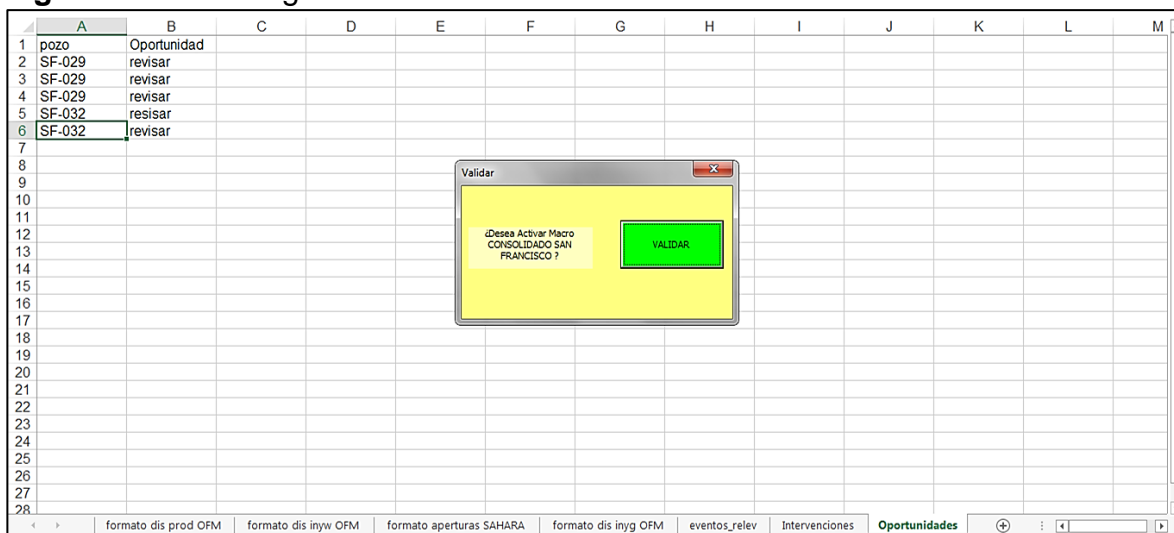 A B C D E F G H I J K L M
1 pozo Oportunidad
2 SF-029 revisar
3 SF-029 revisar
4 SF-029 revisar
5 SF-032 resisar
6 SF-032 revisar
7
8
9
10
11
12
13
14
15
16
17
18
19
20
21
22
23
24
25
26
27
28
Validar
¿Desea Activar Macro
CONSOLIDADO SAN
FRANCISCO ?
VALIDAR
formato dis prod OFM formato dis inyw OFM formato aperturas SAHARA formato dis inyg OFM eventos_relev Intervenciones Oportunidades